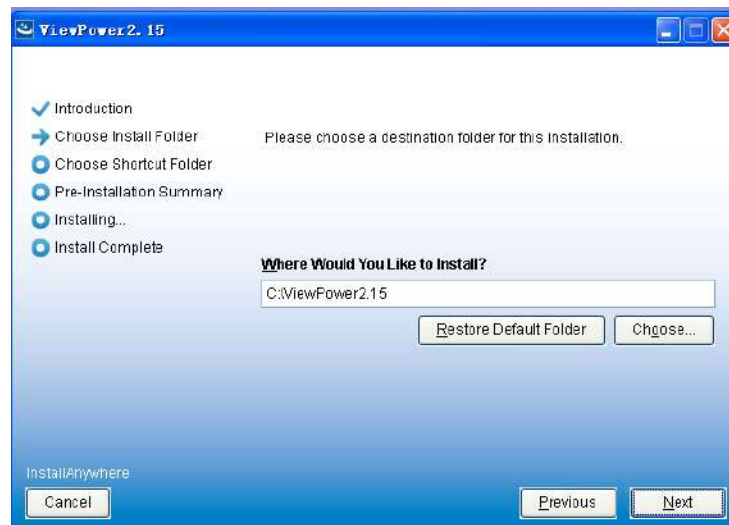 ViewPower2.15
Introduction
Choose Install Folder
Choose Shortcut Folder
Pre-Installation Summary
Installing...
Install Complete
Please choose a destination folder for this installation.
Where Would You Like to Install?
C:\ViewPower2.15
Restore Default Folder
Choose...
InstallAnywhere
Cancel
Previous
Next